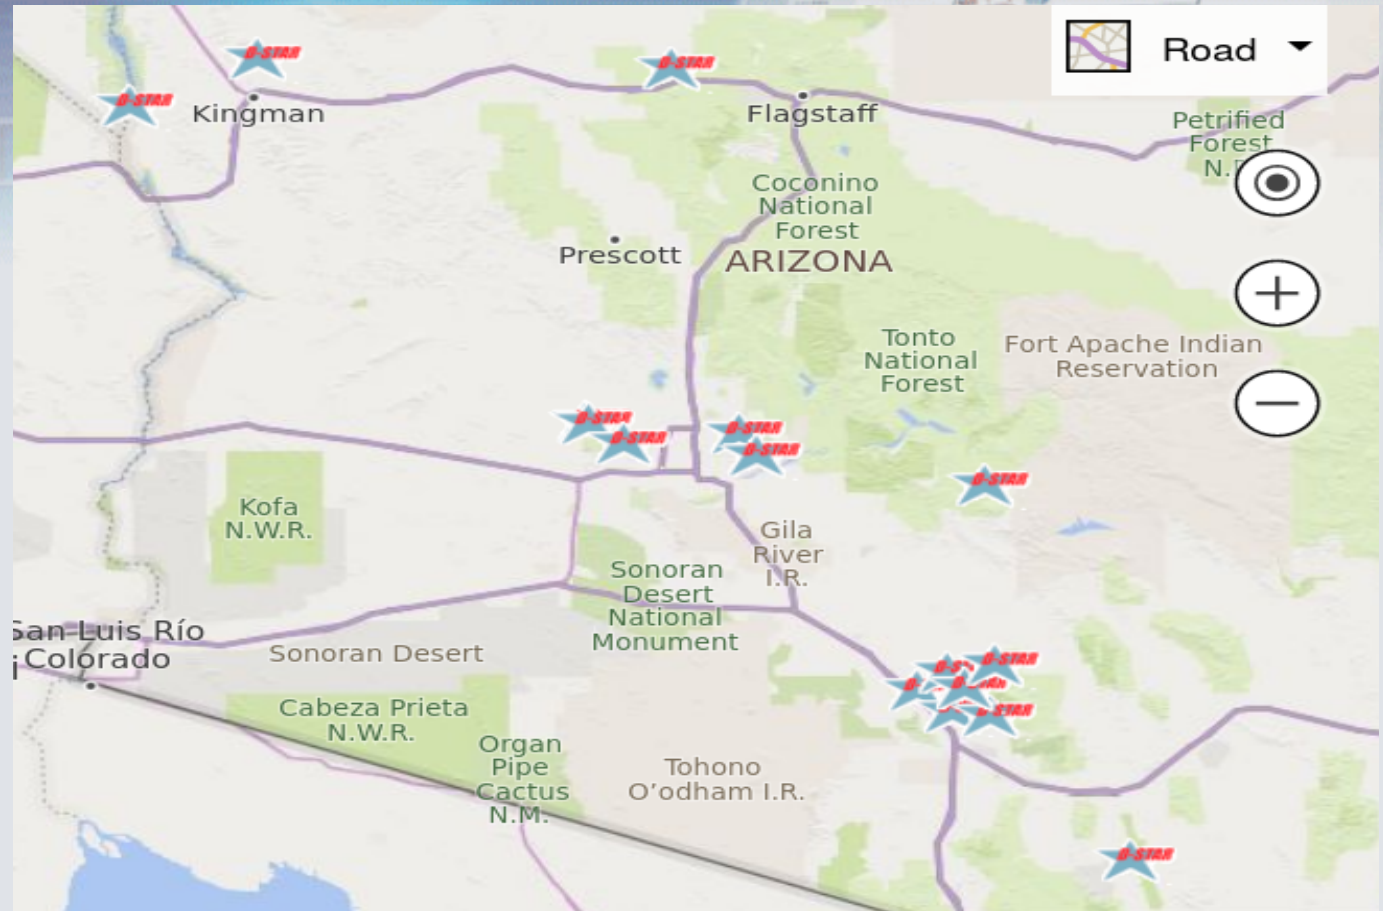 Road
D-STAR
D-STAR
D-STAR
Kingman
Flagstaff
Petrified
Forest
Coconino
National
Forest
Prescott
ARIZONA
Tonto
National
Forest
Fort Apache Indian
Reservation
D-STAR
D-STAR
D-STAR
D-STAR
D-STAR
Kofa
N.W.R.
Gila
River
I.R.
Sonoran
Desert
National
Monument
San Luis Río
Colorado
Sonoran Desert
D-STAR
D-STAR
Cabeza Prieta
N.W.R.
Organ
Pipe
Cactus
N.M.
Tohono
O'odham I.R.
D-STAR